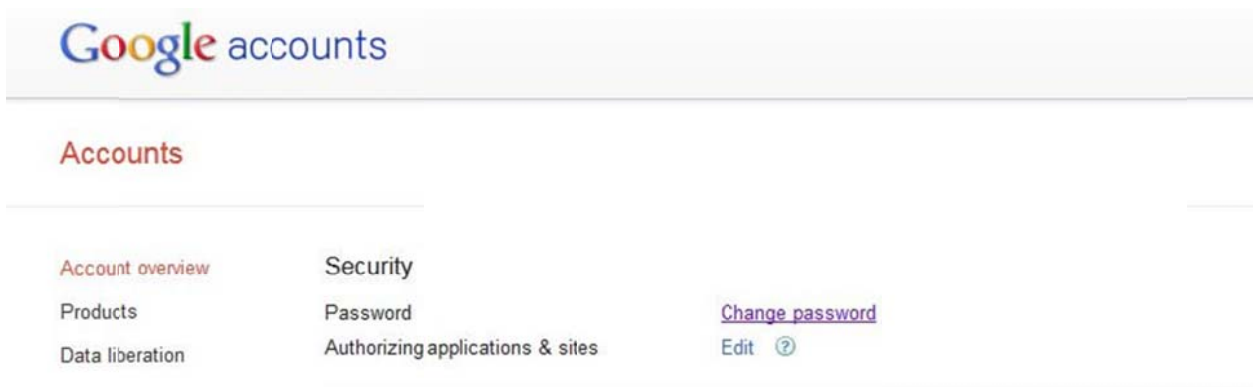 Google accounts
Accounts
Account overview
Products
Data liberation
Security
Password Change password
Authorizing applications & sites Edit ?